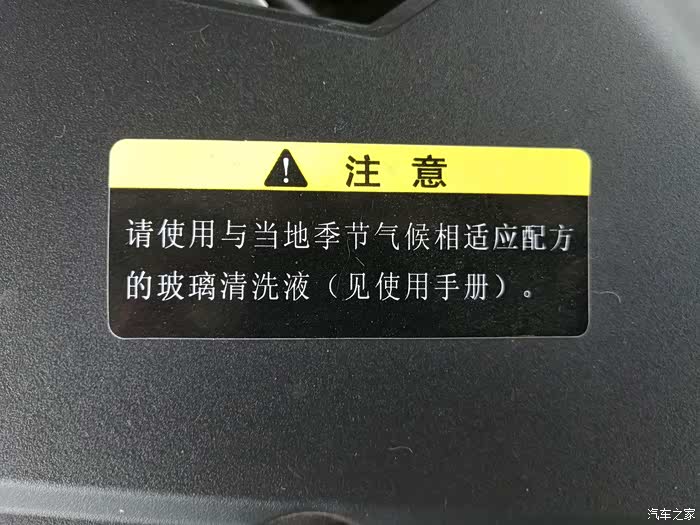 注意
请使用与当地季节气候相适应配方
的玻璃清洗液（见使用手册）。
汽车之家